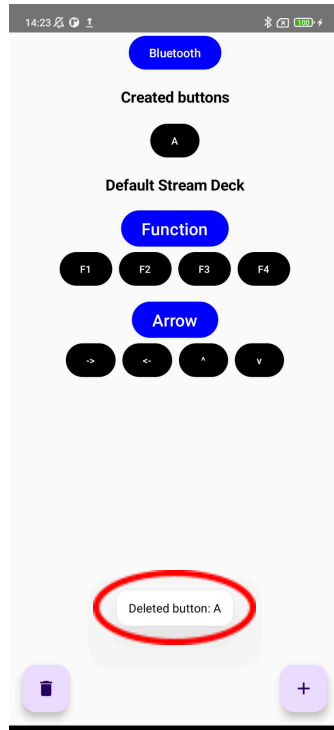 14:23
100
Bluetooth
Created buttons
A
Default Stream Deck
Function
F1 F2 F3 F4
Arrow
-> <- ^ v
Deleted button: A
+